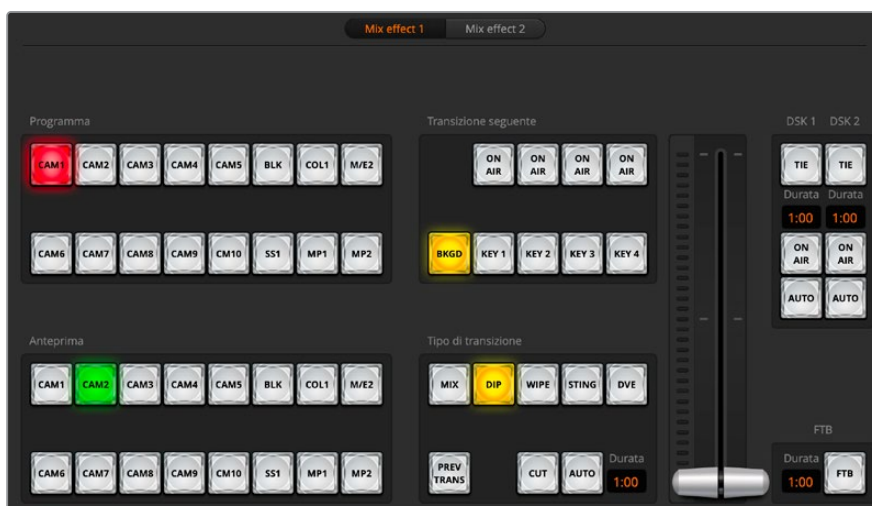 Mix effect 1 Mix effect 2
Programma
CAM1 CAM2 CAM3 CAM4 CAM5 BLK COL1 M/E2
CAM6 CAM7 CAM8 CAM9 CM10 SS1 MP1 MP2
Transizione seguente
ON AIR ON AIR ON AIR ON AIR
BKGD KEY 1 KEY 2 KEY 3 KEY 4
DSK 1 DSK 2
TIE TIE
Durata Durata
1:00 1:00
ON AIR ON AIR
AUTO AUTO
Anteprima
CAM1 CAM2 CAM3 CAM4 CAM5 BLK COL1 M/E2
CAM6 CAM7 CAM8 CAM9 CM10 SS1 MP1 MP2
Tipo di transizione
MIX DIP WIPE STING DVE
PREV TRANS CUT AUTO
Durata
1:00
FTB
Durata
1:00 FTB